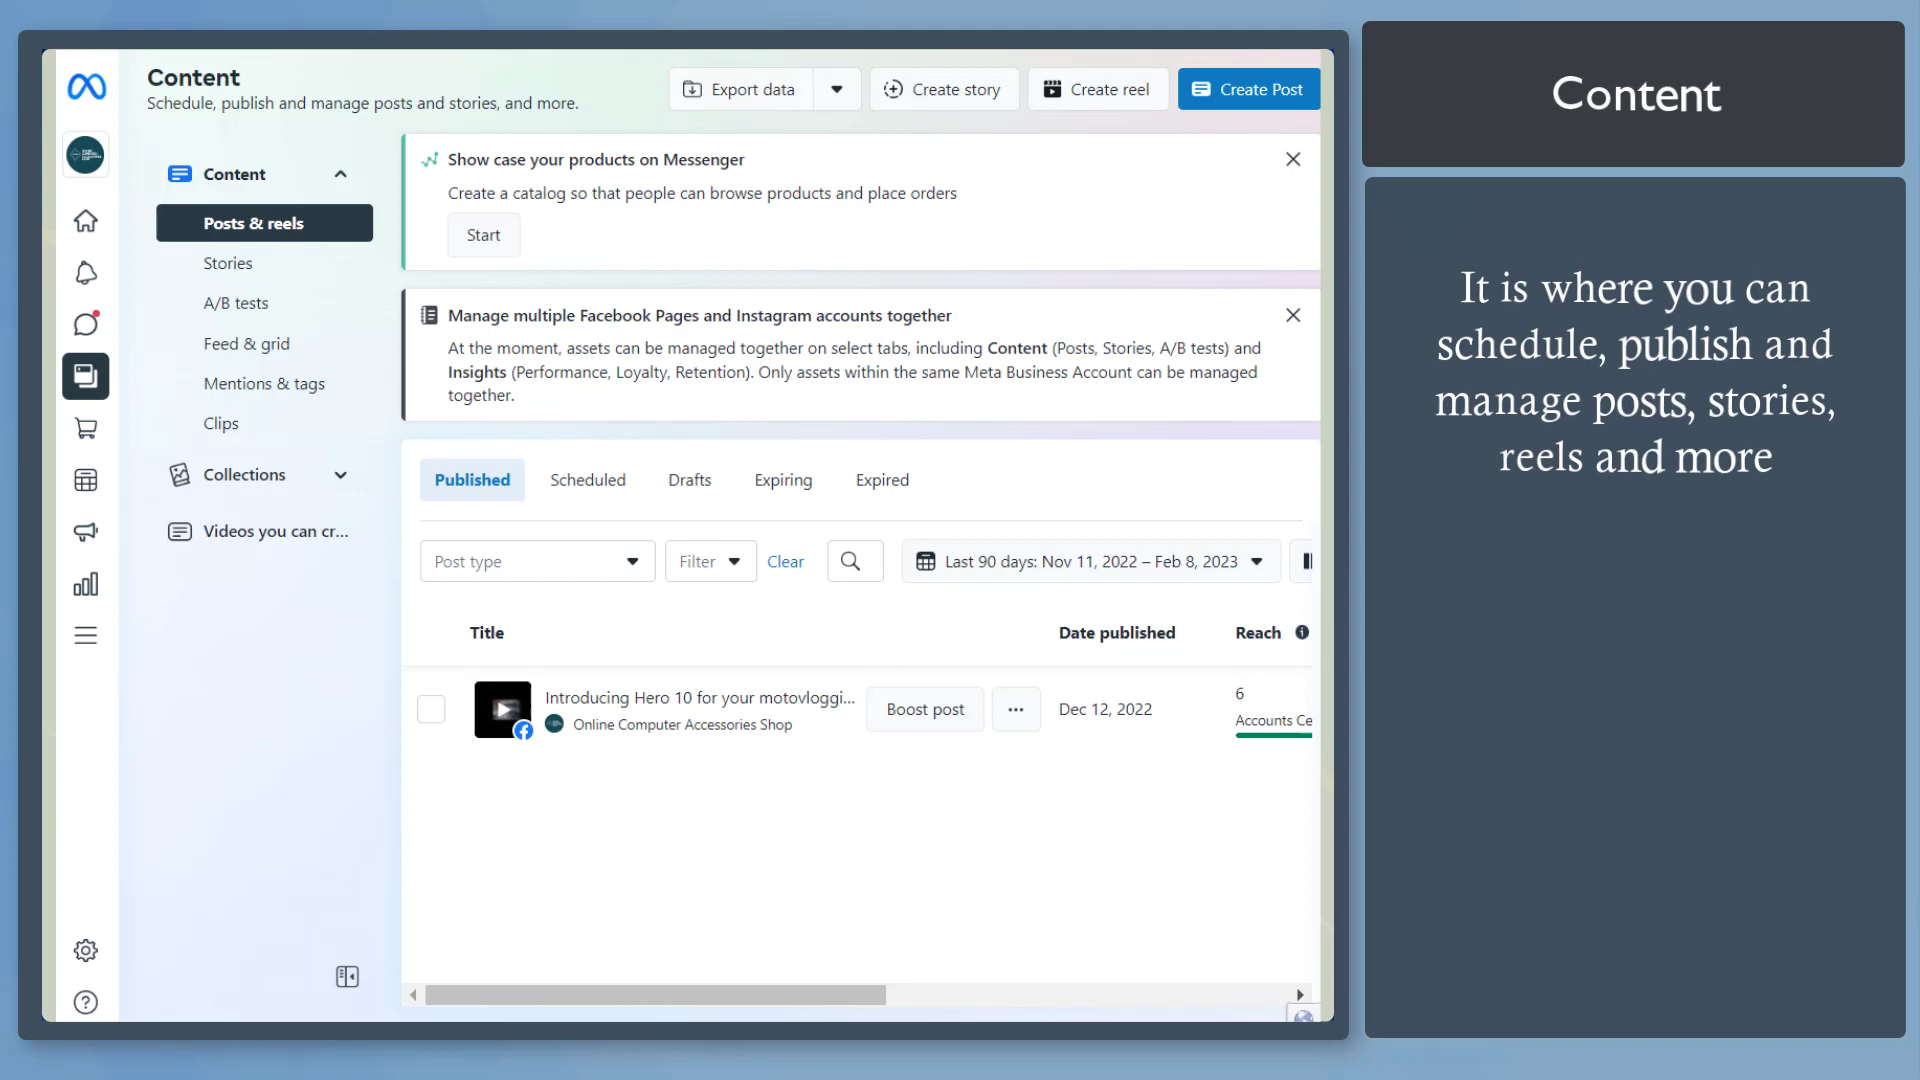 Content
Schedule, publish and manage posts and stories, and more.
Export data
Create story
Create reel
Create Post
Content
Posts & reels
Stories
A/B tests
Feed & grid
Mentions & tags
Clips
Collections
Videos you can cr...
Show case your products on Messenger
Create a catalog so that people can browse products and place orders
Start
Manage multiple Facebook Pages and Instagram accounts together
At the moment, assets can be managed together on select tabs, including Content (Posts, Stories, A/B tests) and
Insights (Performance, Loyalty, Retention). Only assets within the same Meta Business Account can be managed
together.
Published
Scheduled
Drafts
Expiring
Expired
Post type
Filter
Clear
Last 90 days: Nov 11, 2022 – Feb 8, 2023
Title
Date published
Reach
Introducing Hero 10 for your motovloggi...
Online Computer Accessories Shop
Boost post
Dec 12, 2022
6
Accounts Ce
Content
It is where you can
schedule, publish and
manage posts, stories,
reels and more